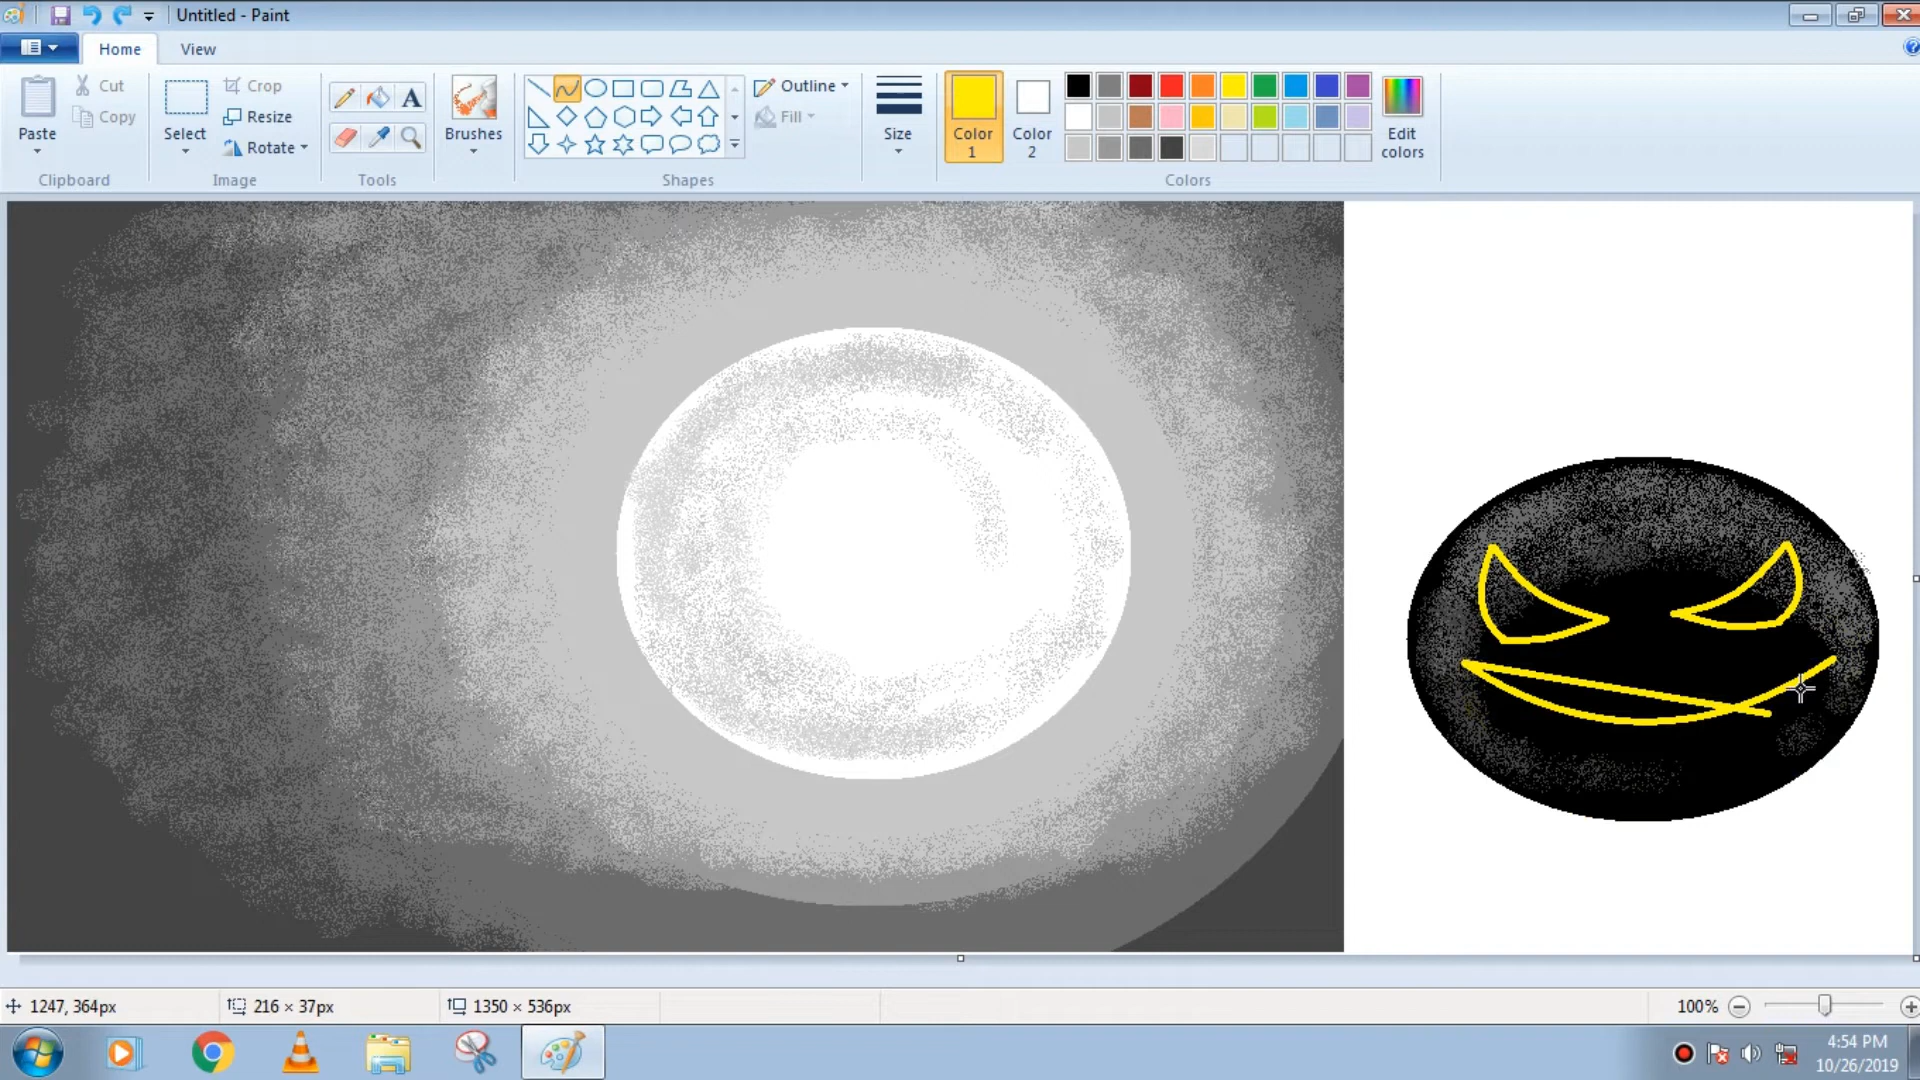 Untitled - Paint
Home View
Paste
Cut
Copy
Clipboard
Select
Crop
Resize
Rotate
Image
A
Tools
Brushes
Outline
Fill
Shapes
Size
Color 1
Color 2
Edit colors
Colors
1247, 364px
216 × 37px
1350 × 536px
100%
4:54 PM
10/26/2019